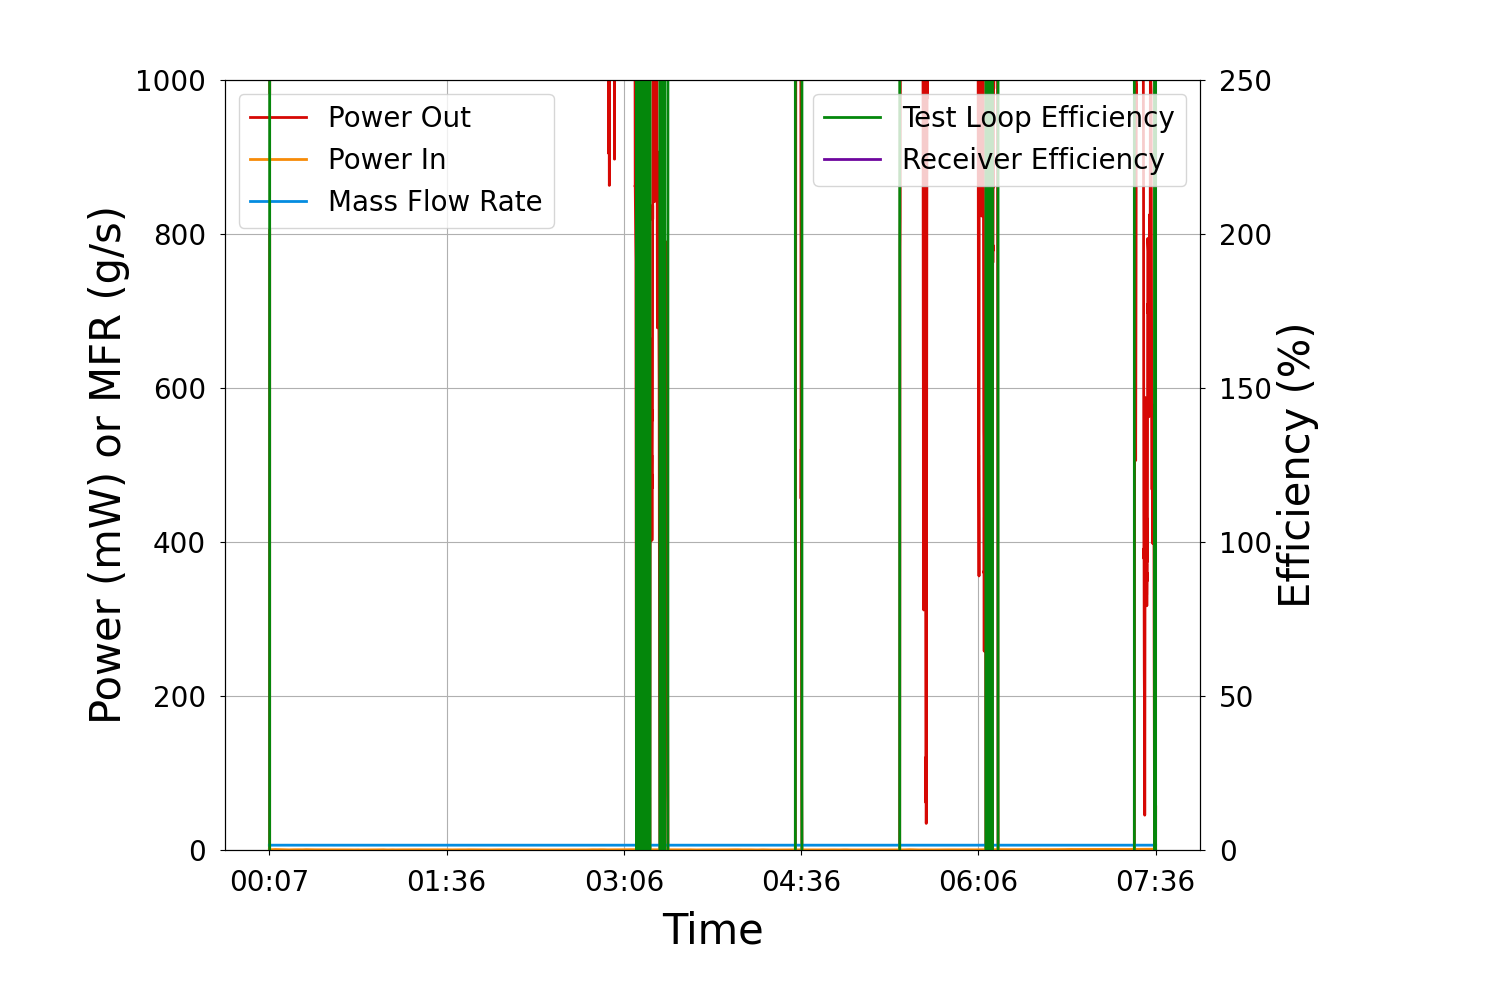 1000
800
600
400
200
0
Power (mW) or MFR (g/s)
Power Out
Power In
Mass Flow Rate
Test Loop Efficiency
Receiver Efficiency
250
200
150
100
50
0
Efficiency (%)
00:07 01:36 03:06 04:36 06:06 07:36
Time